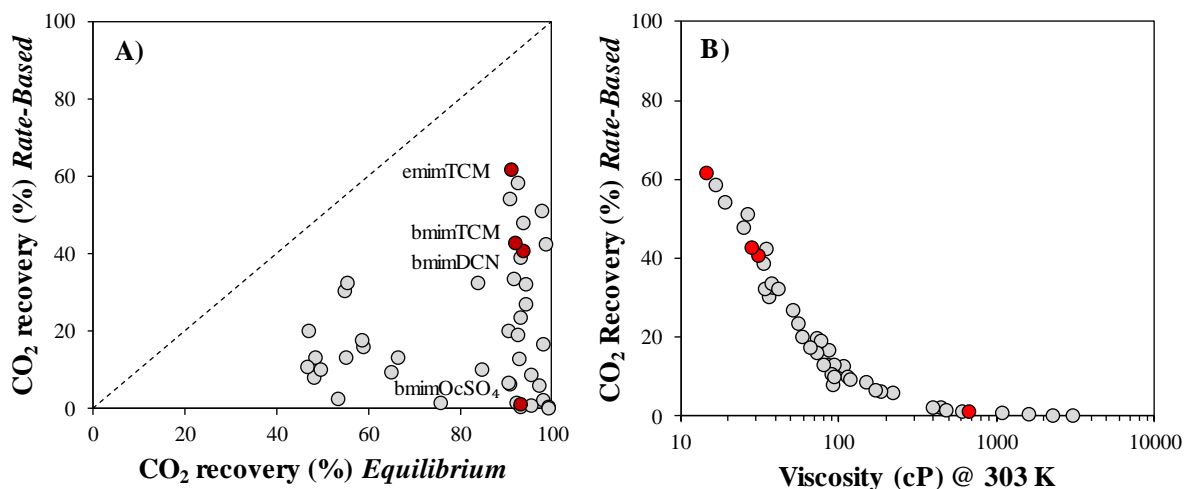 A)
CO2 recovery (%) Rate-Based
100
80
60
40
20
0
emimTCM
bmimTCM
bmimDCN
bmimOcSO4
0 20 40 60 80 100
CO2 recovery (%) Equilibrium
B)
CO2 Recovery (%) Rate-Based
100
80
60
40
20
0
10 100 1000 10000
Viscosity (cP) @ 303 K